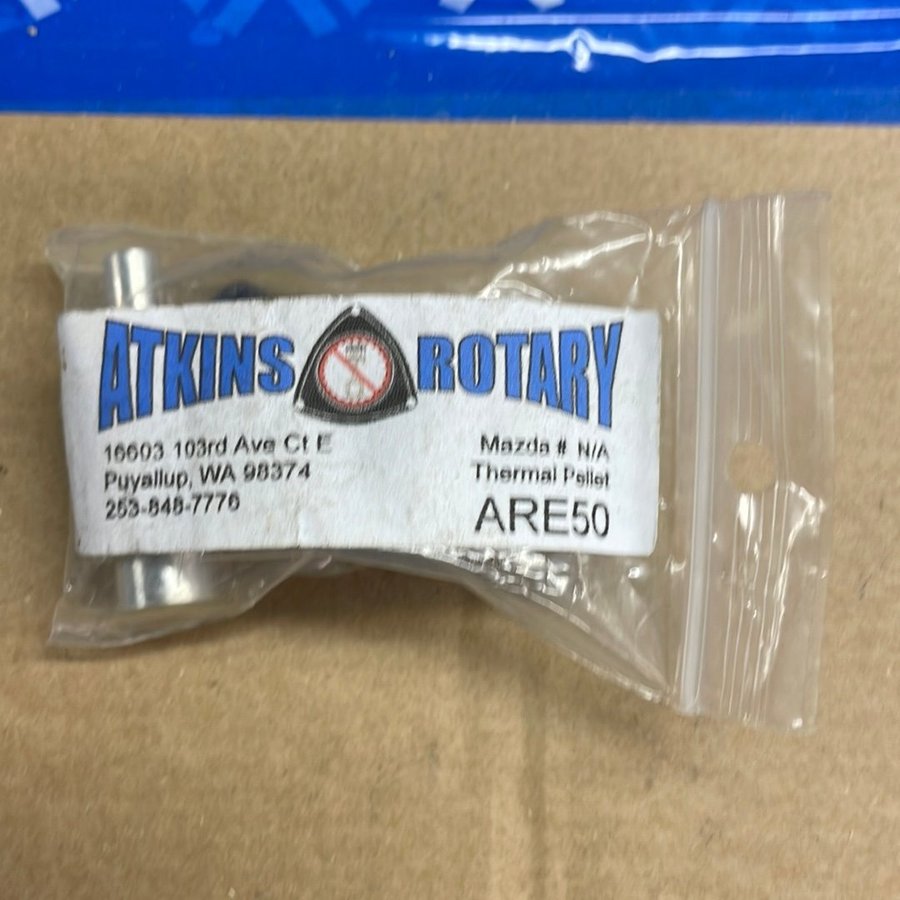 ATKINS ROTARY
16603 103rd Ave Ct E
Puyallup, WA 98374
253-848-7776
Mazda # N/A
Thermal Pellet
ARE50